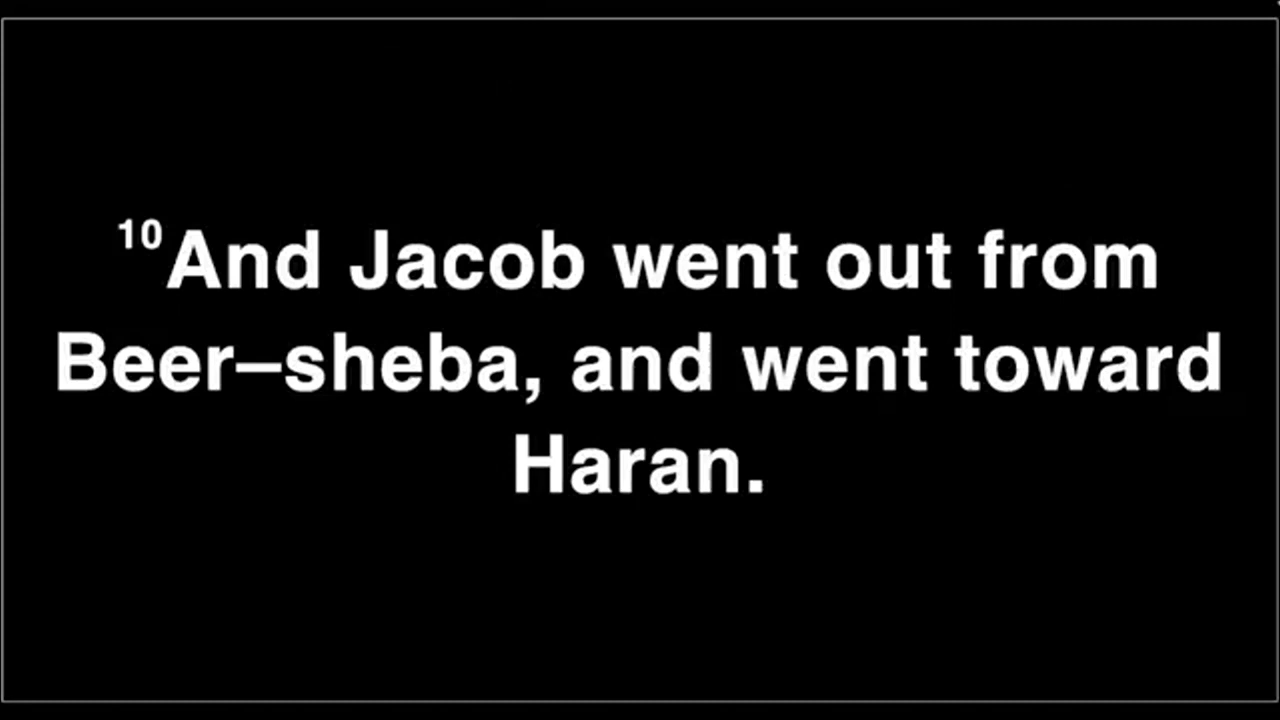 ¹⁰And Jacob went out from
Beer–sheba, and went toward
Haran.